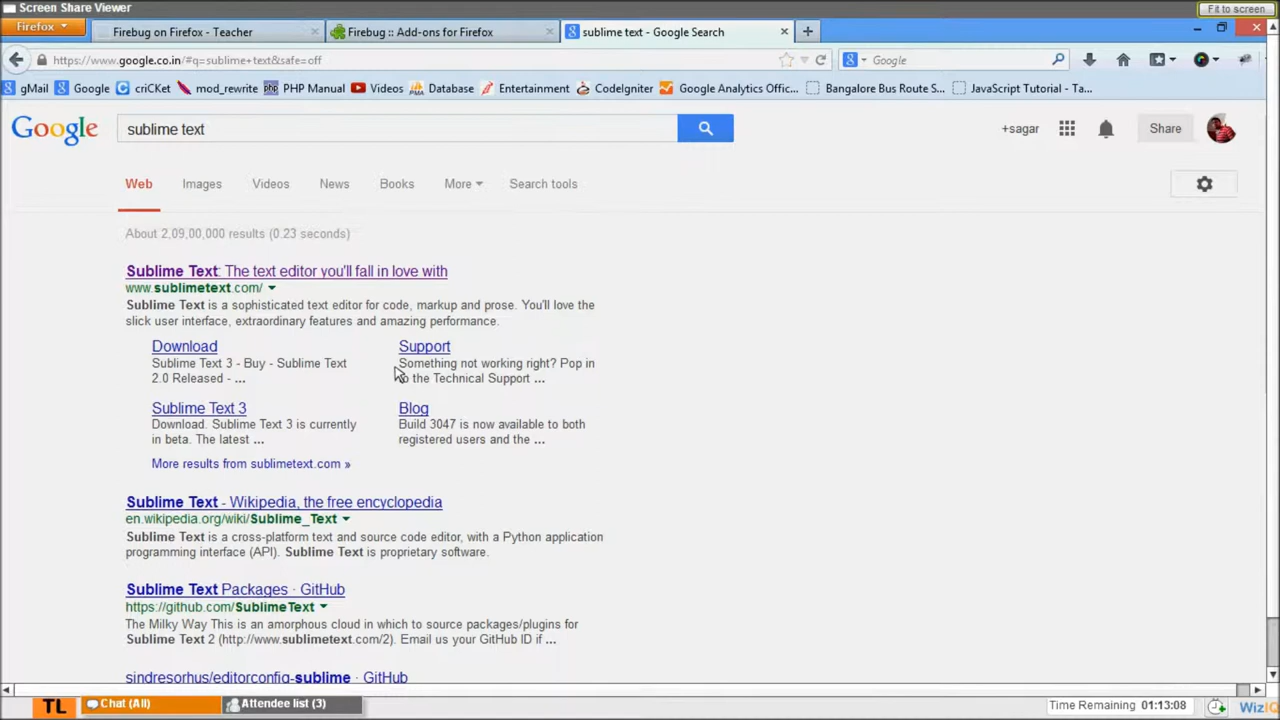 Screen Share Viewer
Fit to screen
Firefox
Firebug on Firefox - Teacher
Firebug :: Add-ons for Firefox
sublime text - Google Search
https://www.google.co.in/#q=sublime+text&safe=off
Google
gMail Google criCKet mod_rewrite PHP Manual Videos Database Entertainment CodeIgniter Google Analytics Offic... Bangalore Bus Route S... JavaScript Tutorial - Ta...
Google
sublime text
+sagar
Share
Web Images Videos News Books More Search tools
About 2,09,00,000 results (0.23 seconds)
Sublime Text: The text editor you'll fall in love with
www.sublimetext.com/
Sublime Text is a sophisticated text editor for code, markup and prose. You'll love the
slick user interface, extraordinary features and amazing performance.
Download
Sublime Text 3 - Buy - Sublime Text
2.0 Released - ...
Support
Something not working right? Pop in
to the Technical Support ...
Sublime Text 3
Download. Sublime Text 3 is currently
in beta. The latest ...
Blog
Build 3047 is now available to both
registered users and the ...
More results from sublimetext.com »
Sublime Text - Wikipedia, the free encyclopedia
en.wikipedia.org/wiki/Sublime_Text
Sublime Text is a cross-platform text and source code editor, with a Python application
programming interface (API). Sublime Text is proprietary software.
Sublime Text Packages · GitHub
https://github.com/SublimeText
The Milky Way This is an amorphous cloud in which to source packages/plugins for
Sublime Text 2 (http://www.sublimetext.com/2). Email us your GitHub ID if ...
sindresorhus/editorconfig-sublime · GitHub
TL
Chat (All)
Attendee list (3)
Time Remaining 01:13:08
WizIQ